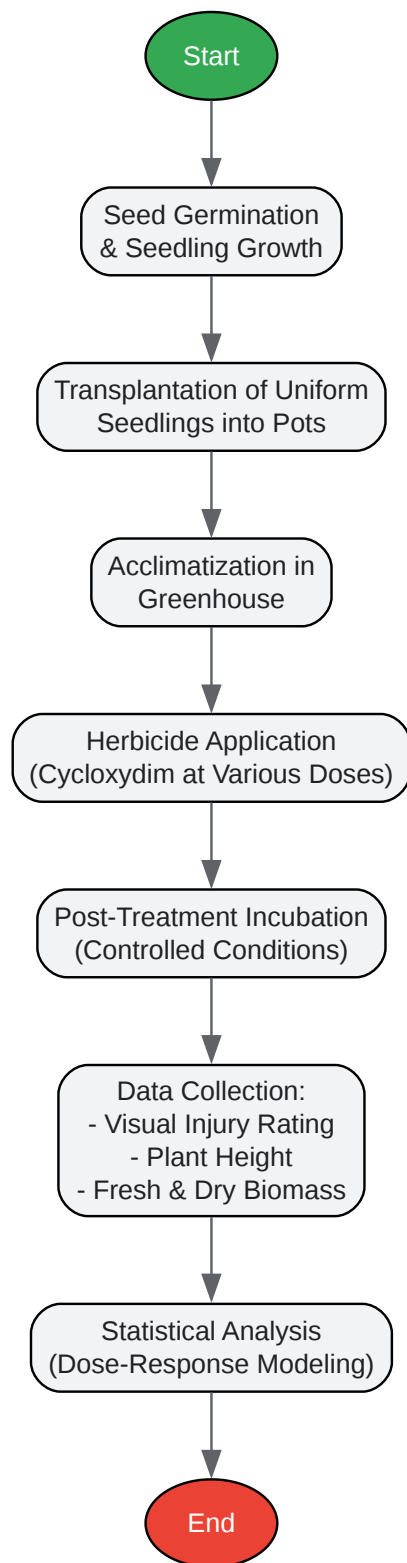 Start
Seed Germination
& Seedling Growth
Transplantation of Uniform
Seedlings into Pots
Acclimatization in
Greenhouse
Herbicide Application
(Cycloxydim at Various Doses)
Post-Treatment Incubation
(Controlled Conditions)
Data Collection:
- Visual Injury Rating
- Plant Height
- Fresh & Dry Biomass
Statistical Analysis
(Dose-Response Modeling)
End